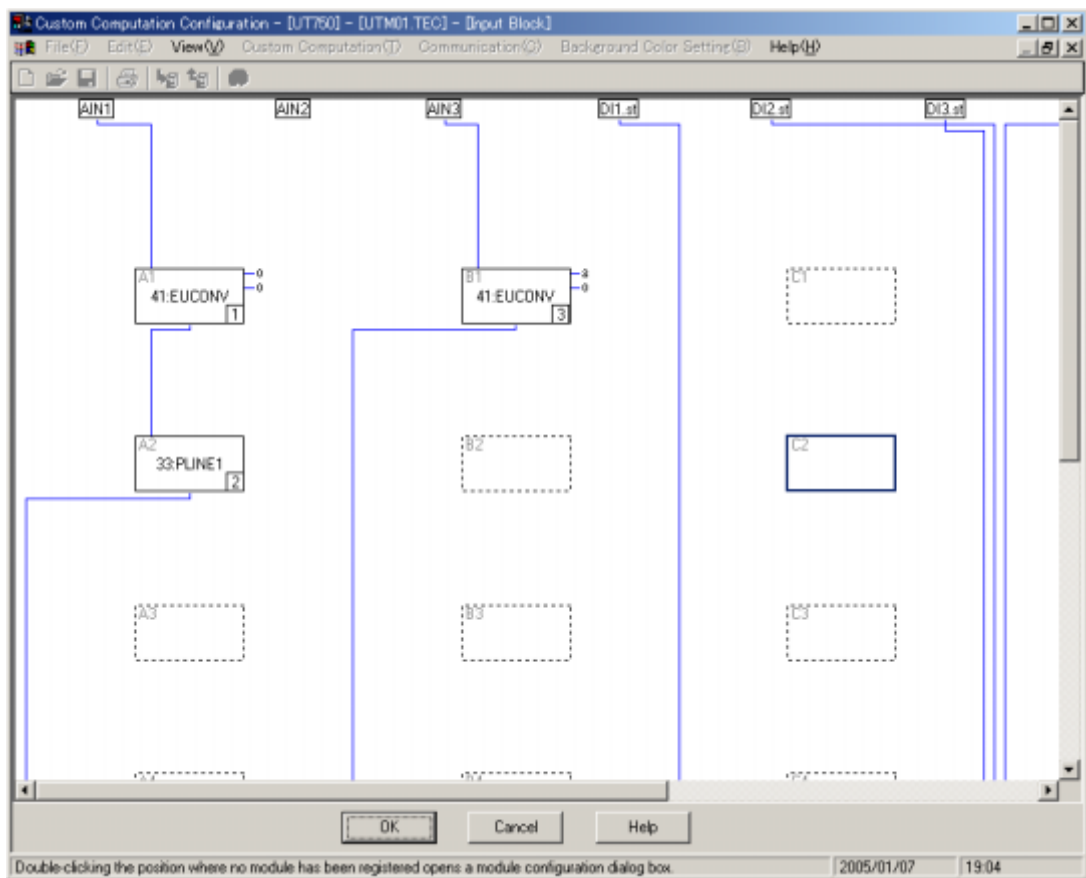 Custom Computation Configuration - [UT750] - [UTM01.TEC] - [Input Block]
File(F) Edit(E) View(V) Custom Computation(T) Communication(C) Background Color Setting(B) Help(H)
AIN1 AIN2 AIN3 DI1.st DI2.st DI3.st
A1 0 B1 a C1
41:EUCONV 0 41:EUCONV 0
1 3
A2 B2 C2
33:PLINE1
2
A3 B3 C3
OK Cancel Help
Double-clicking the position where no module has been registered opens a module configuration dialog box. 2005/01/07 19:04